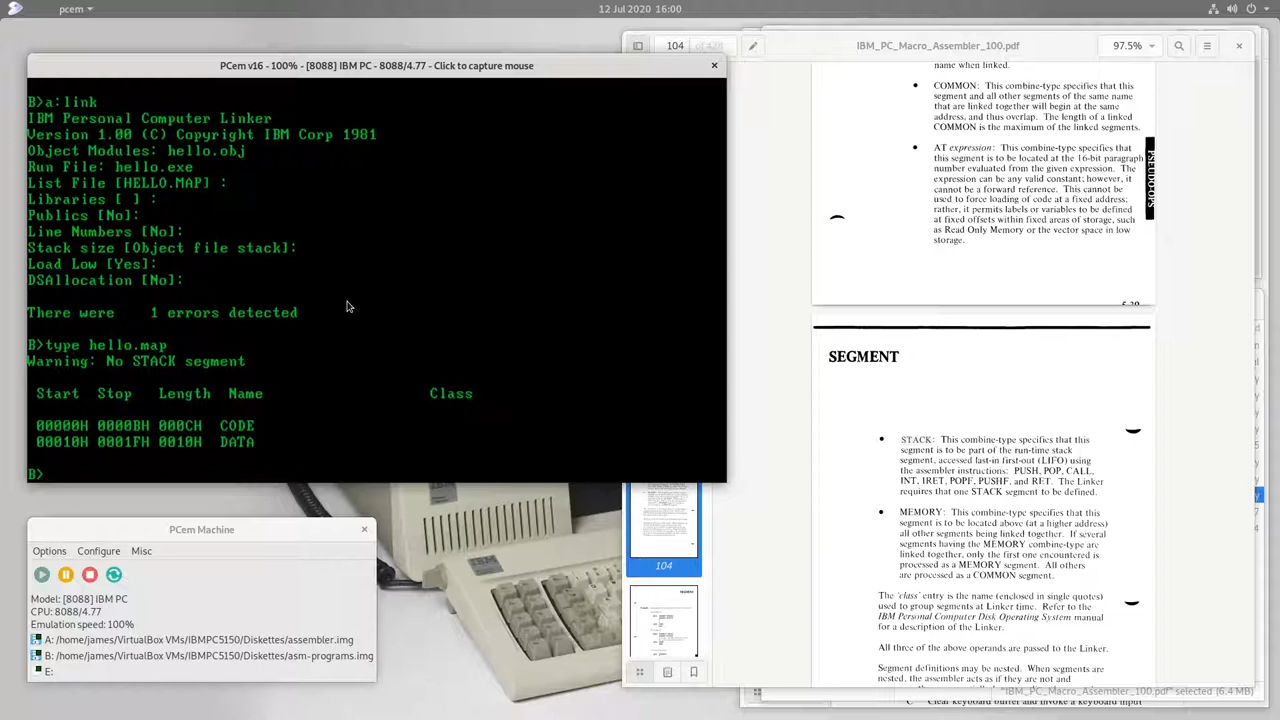 pcem
12 Jul 2020 16:00
PCem v16 - 100% - [8088] IBM PC - 8088/4.77 - Click to capture mouse
B>a:link
IBM Personal Computer Linker
Version 1.00 (C) Copyright IBM Corp 1981
Object Modules: hello.obj
Run File: hello.exe
List File [HELLO.MAP] :
Libraries [ ] :
Publics [No]:
Line Numbers [No]:
Stack size [Object file stack]:
Load Low [Yes]:
DSAllocation [No]:
There were 1 errors detected
B>type hello.map
Warning: No STACK segment
Start Stop Length Name Class
00000H 0000BH 000CH CODE
00010H 0001FH 0010H DATA
B>
PCem Machine
Options Configure Misc
Model: [8088] IBM PC
CPU: 8088/4.77
Emulation speed: 100%
A: /home/james/VirtualBox VMs/IBMPC5150/Diskettes/assembler.img
B: /home/james/VirtualBox VMs/IBMPC5150/Diskettes/asm-programs.img
E:
104
IBM_PC_Macro_Assembler_100.pdf
97.5%
name when linked.
• COMMON: This combine-type specifies that this
segment and all other segments of the same name
that are linked together will begin at the same
address, and thus overlap. The length of a linked
COMMON is the maximum of the linked segments.
• AT expression: This combine-type specifies that
this segment is to be located at the 16-bit paragraph
number evaluated from the given expression. The
expression can be any valid constant; however, it
cannot be a forward reference. This cannot be
used to force loading of code at a fixed address;
rather, it permits labels or variables to be defined
at fixed offsets within fixed areas of storage, such
as Read Only Memory or the vector space in low
storage.
PSEUDO-OPS
SEGMENT
• STACK: This combine-type specifies that this
segment is to be part of the run-time stack
segment, accessed last-in first-out (LIFO) using
the assembler instructions: PUSH, POP, CALL,
INT, IRET, POPF, PUSHF, and RET. The Linker
requires that one STACK segment to be defined.
• MEMORY: This combine-type specifies that this
segment is to be located above (at a higher address)
all other segments being linked together. If several
segments having the MEMORY combine-type are
linked together, only the first one encountered is
processed as a MEMORY segment. All others
are processed as a COMMON segment.
The 'class' entry is the name (enclosed in single quotes)
used to group segments at Linker time. Refer to the
IBM Personal Computer Disk Operating System manual
for a description of the Linker.
All three of the above operands are passed to the Linker.
Segment definitions may be nested. When segments are
nested, the assembler acts as if they are not and
104
"IBM_PC_Macro_Assembler_100.pdf" selected (6.4 MB)
C Clear keyboard buffer and invoke a keyboard input